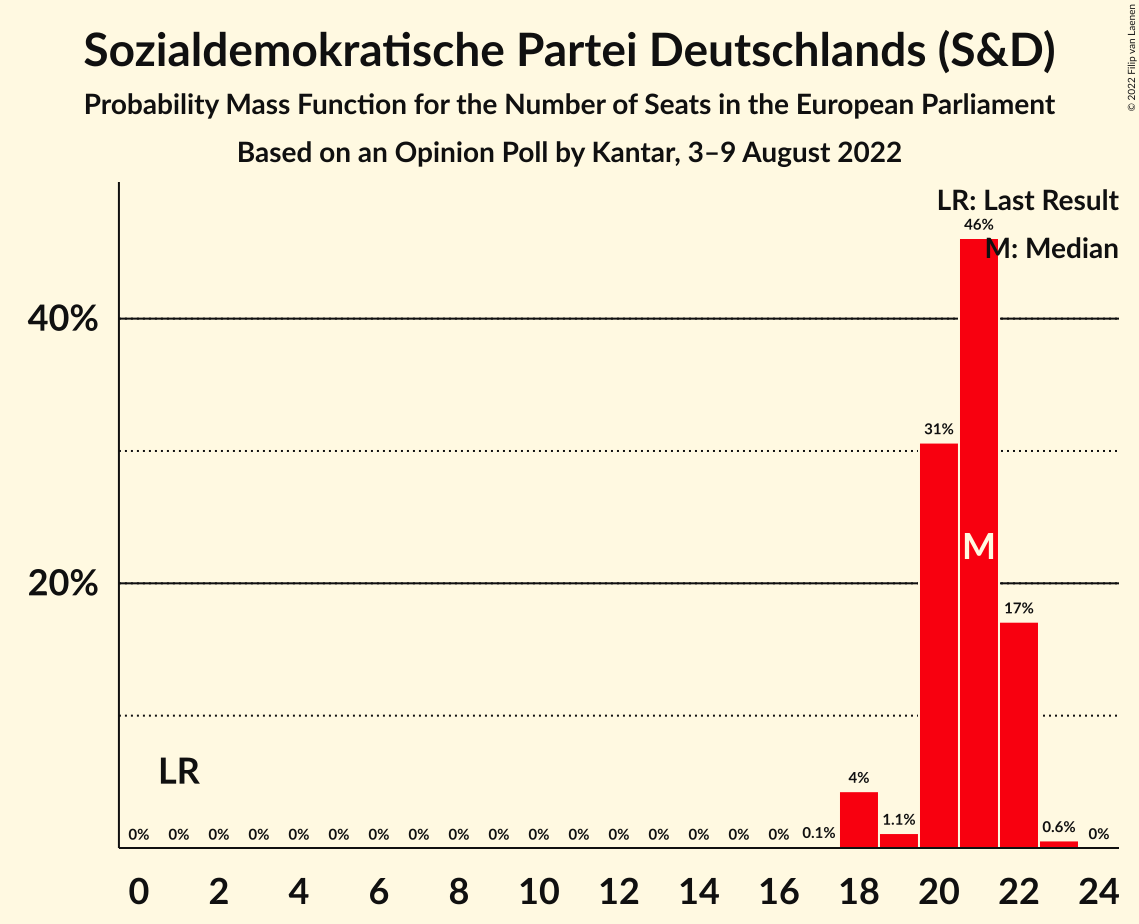 Sozialdemokratische Partei Deutschlands (S&D)
Probability Mass Function for the Number of Seats in the European Parliament
Based on an Opinion Poll by Kantar, 3–9 August 2022
© 2022 Filip van Laenen
LR: Last Result
M: Median
46%
40%
31%
M
20%
17%
LR
4%
0% 0% 0% 0% 0% 0% 0% 0% 0% 0% 0% 0% 0% 0% 0% 0% 0% 0.1% 1.1% 0.6% 0%
0 2 4 6 8 10 12 14 16 18 20 22 24